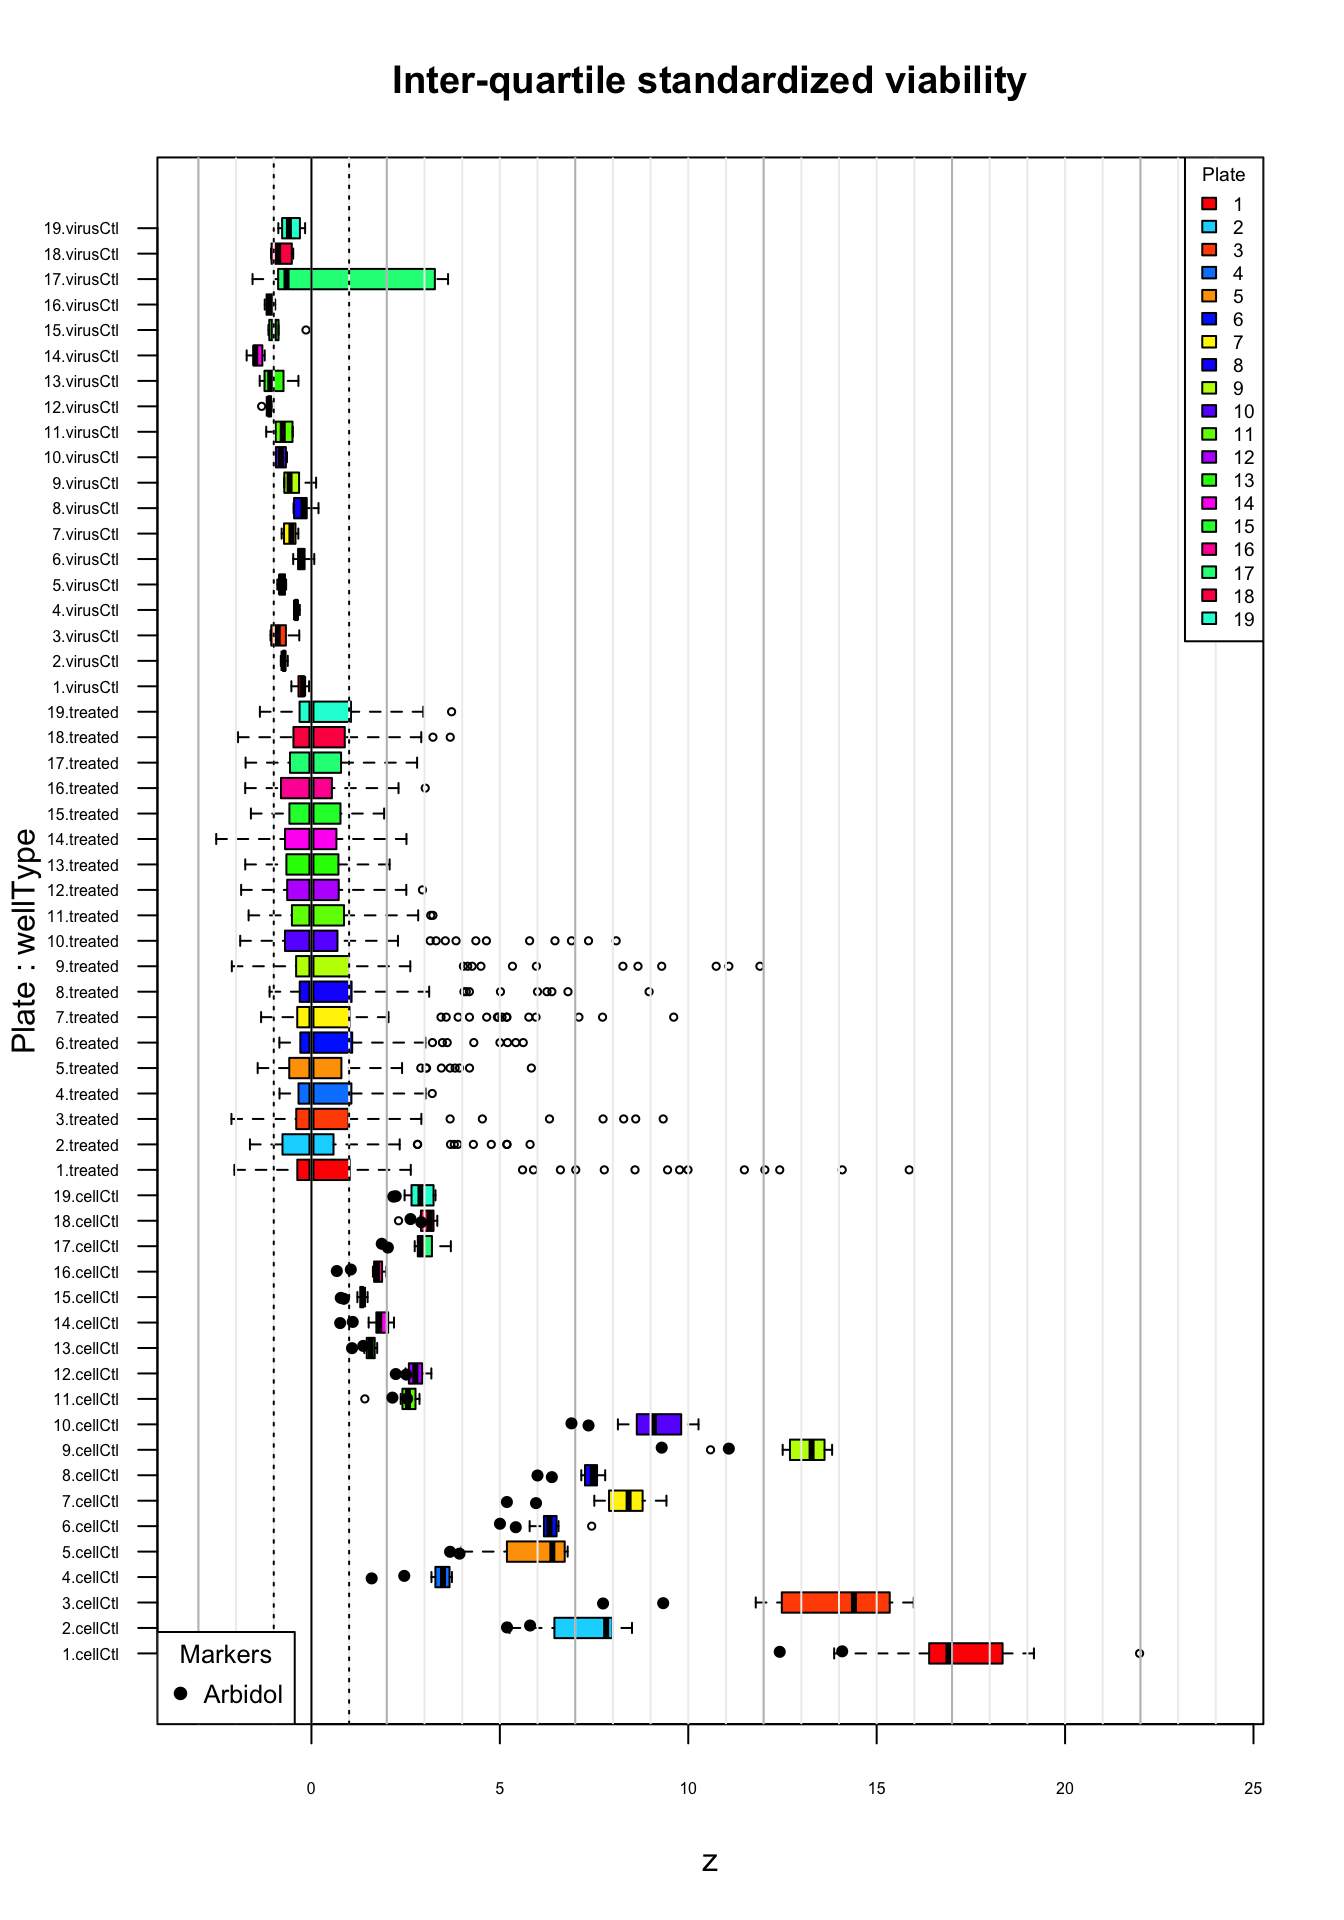 Inter-quartile standardized viability
Plate
1
2
3
4
5
6
7
8
9
10
11
12
13
14
15
16
17
18
19
19.virusCtl
18.virusCtl
17.virusCtl
16.virusCtl
15.virusCtl
14.virusCtl
13.virusCtl
12.virusCtl
11.virusCtl
10.virusCtl
9.virusCtl
8.virusCtl
7.virusCtl
6.virusCtl
5.virusCtl
4.virusCtl
3.virusCtl
2.virusCtl
1.virusCtl
19.treated
18.treated
17.treated
16.treated
15.treated
14.treated
13.treated
12.treated
11.treated
10.treated
9.treated
8.treated
7.treated
6.treated
5.treated
4.treated
3.treated
2.treated
1.treated
19.cellCtl
18.cellCtl
17.cellCtl
16.cellCtl
15.cellCtl
14.cellCtl
13.cellCtl
12.cellCtl
11.cellCtl
10.cellCtl
9.cellCtl
8.cellCtl
7.cellCtl
6.cellCtl
5.cellCtl
4.cellCtl
3.cellCtl
2.cellCtl
1.cellCtl
Plate : wellType
Markers
Arbidol
0 5 10 15 20 25
z